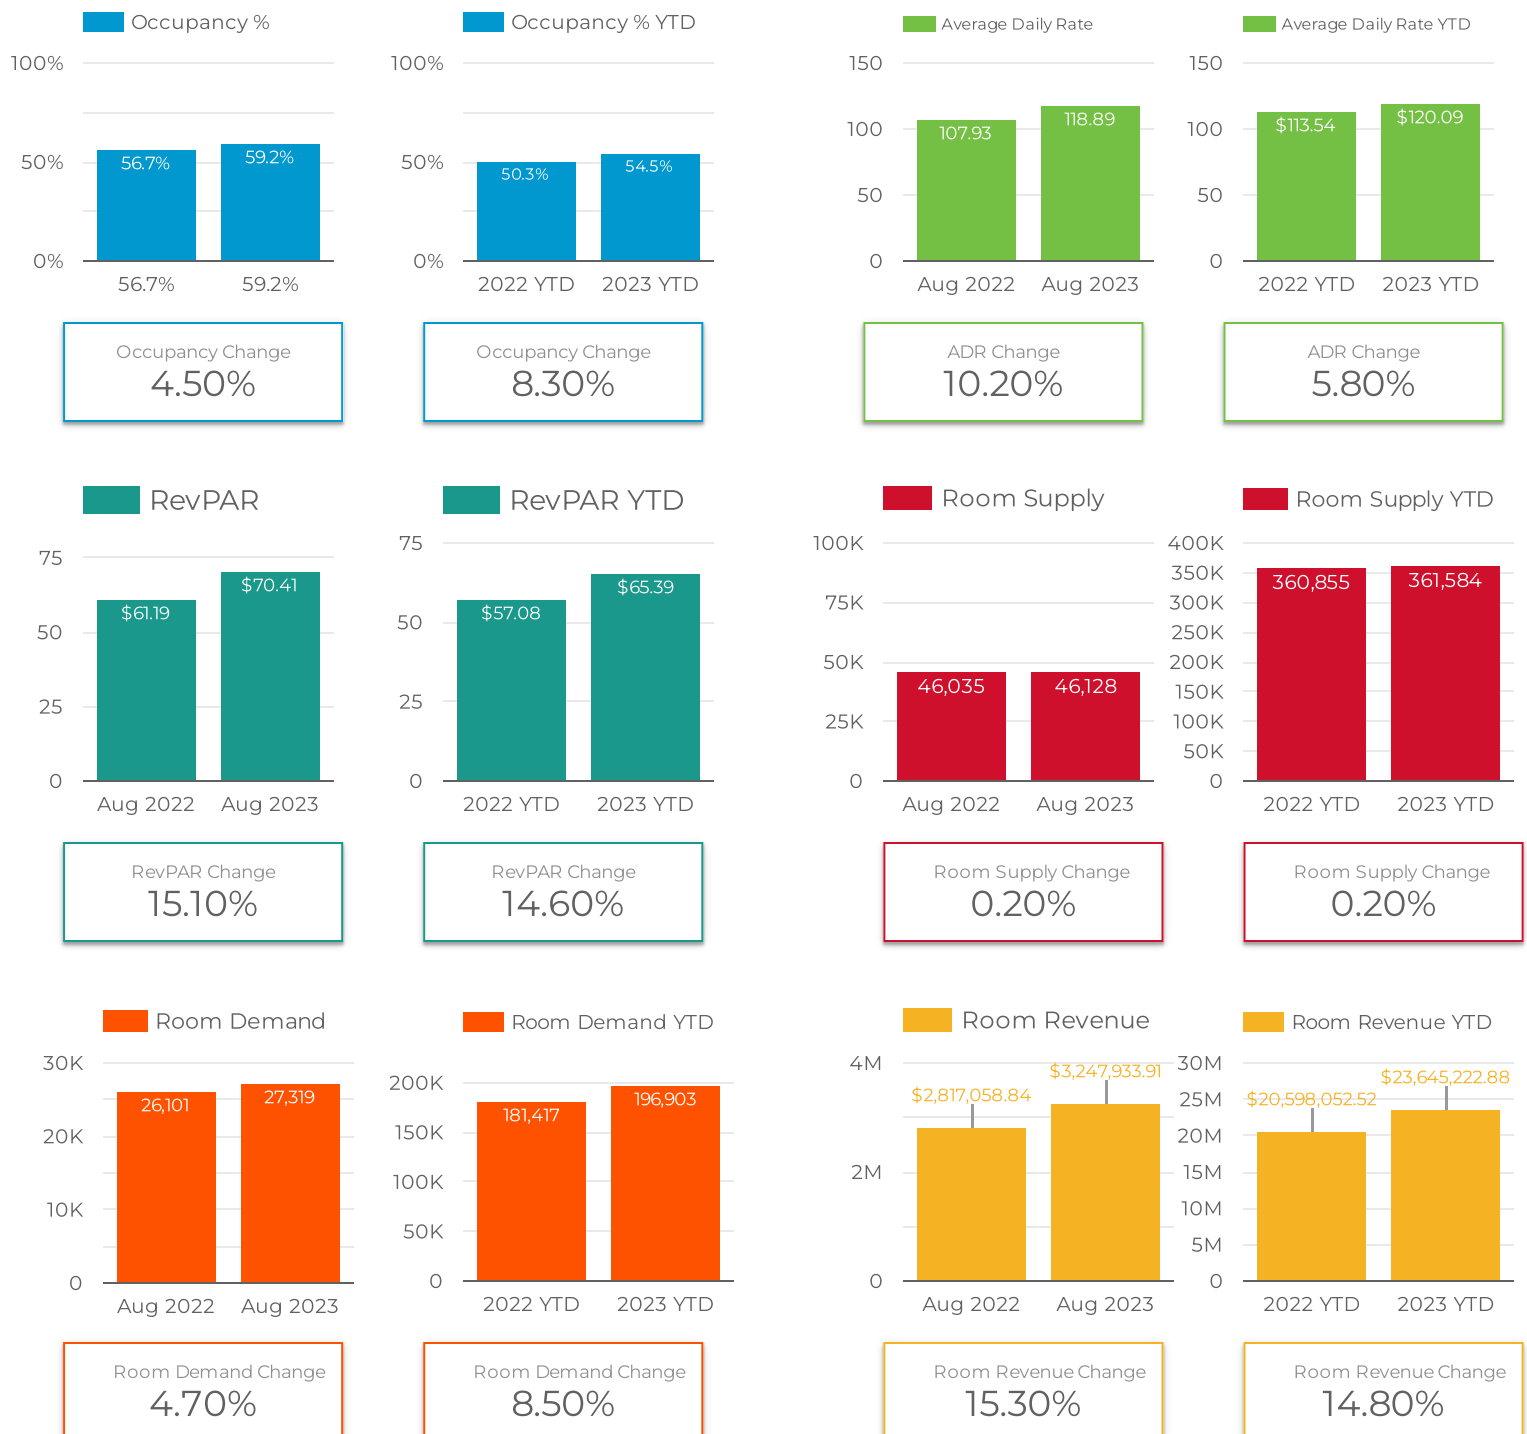 Occupancy %
100%
50%
0%
56.7%
59.2%
56.7%
59.2%
Occupancy Change
4.50%
Occupancy % YTD
100%
50%
0%
50.3%
54.5%
2022 YTD
2023 YTD
Occupancy Change
8.30%
Average Daily Rate
150
100
50
0
107.93
118.89
Aug 2022
Aug 2023
ADR Change
10.20%
Average Daily Rate YTD
150
100
50
0
$113.54
$120.09
2022 YTD
2023 YTD
ADR Change
5.80%
RevPAR
75
50
25
0
$61.19
$70.41
Aug 2022
Aug 2023
RevPAR Change
15.10%
RevPAR YTD
75
50
25
0
$57.08
$65.39
2022 YTD
2023 YTD
RevPAR Change
14.60%
Room Supply
100K
75K
50K
25K
0
46,035
46,128
Aug 2022
Aug 2023
Room Supply Change
0.20%
Room Supply YTD
400K
350K
300K
250K
200K
150K
100K
50K
0
360,855
361,584
2022 YTD
2023 YTD
Room Supply Change
0.20%
Room Demand
30K
20K
10K
0
26,101
27,319
Aug 2022
Aug 2023
Room Demand Change
4.70%
Room Demand YTD
200K
150K
100K
50K
0
181,417
196,903
2022 YTD
2023 YTD
Room Demand Change
8.50%
Room Revenue
4M
2M
0
$2,817,058.84
$3,247,933.91
Aug 2022
Aug 2023
Room Revenue Change
15.30%
Room Revenue YTD
30M
25M
20M
15M
10M
5M
0
$20,598,052.52
$23,645,222.88
2022 YTD
2023 YTD
Room Revenue Change
14.80%